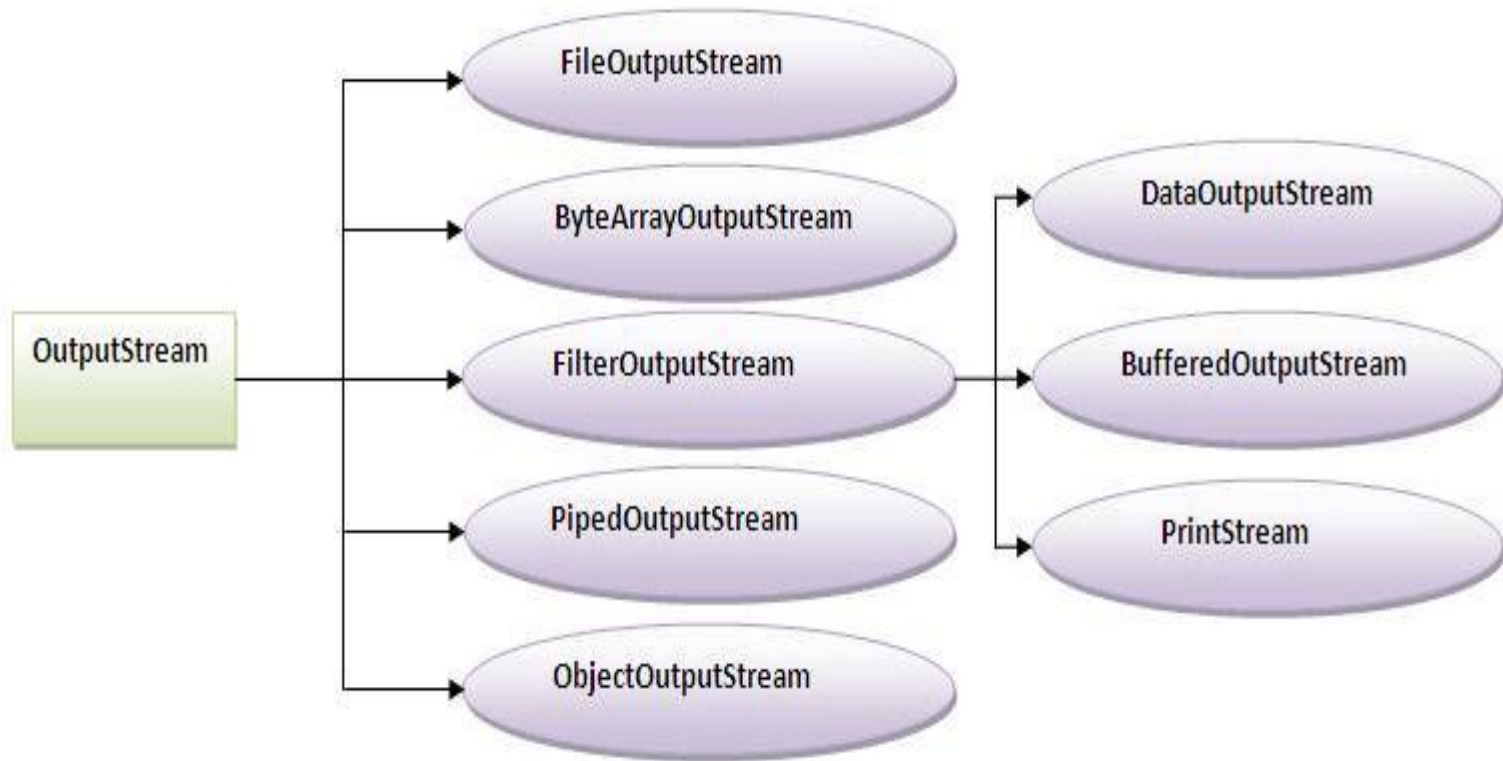 OutputStream
FileOutputStream
ByteArrayOutputStream
FilterOutputStream
PipedOutputStream
ObjectOutputStream
DataOutputStream
BufferedOutputStream
PrintStream